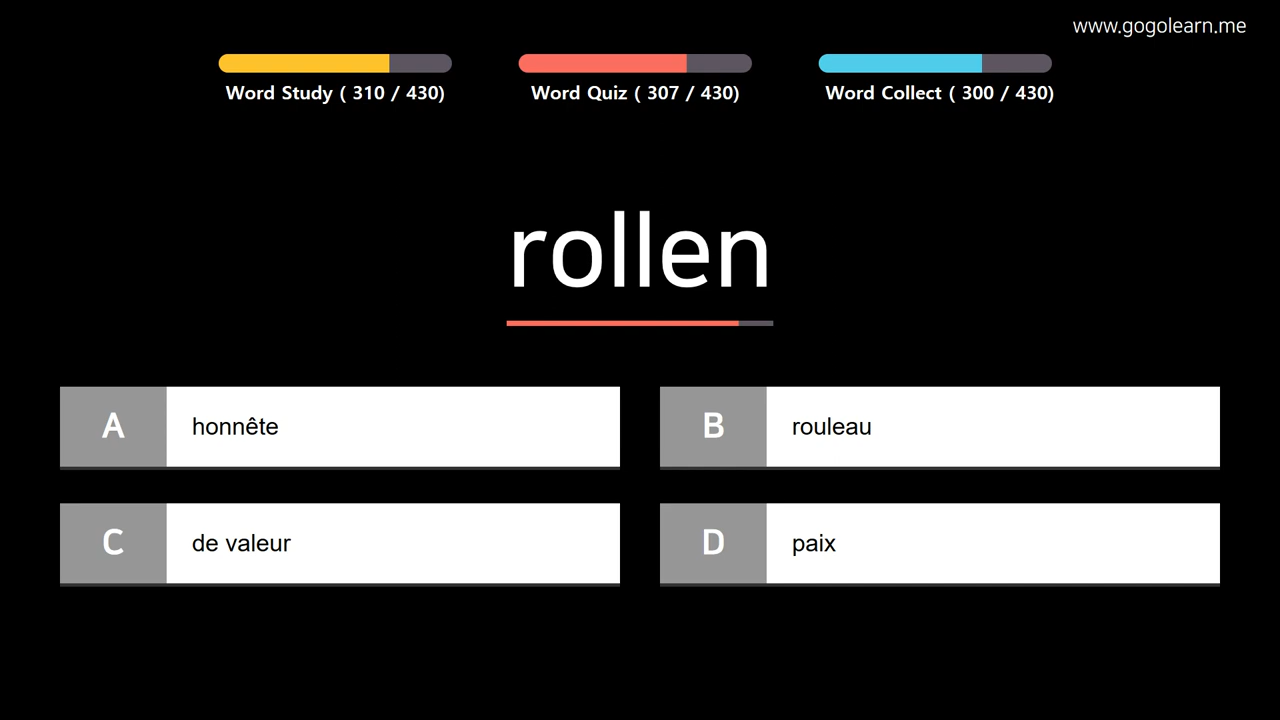 www.gogolearn.me
Word Study ( 310 / 430)
Word Quiz ( 307 / 430)
Word Collect ( 300 / 430)
rollen
A honnête
B rouleau
C de valeur
D paix